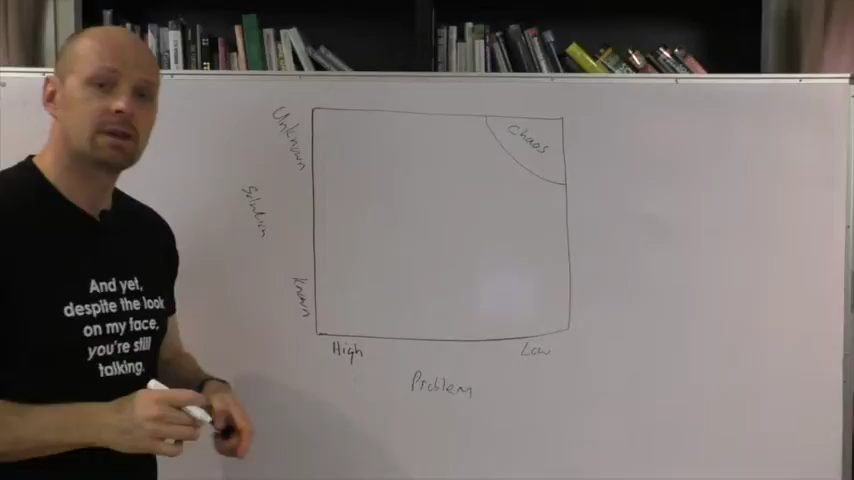 And yet,
despite the look
on my face,
you're still
talking.
Unknown
Chaos
Solution
Known
High
Low
Problem